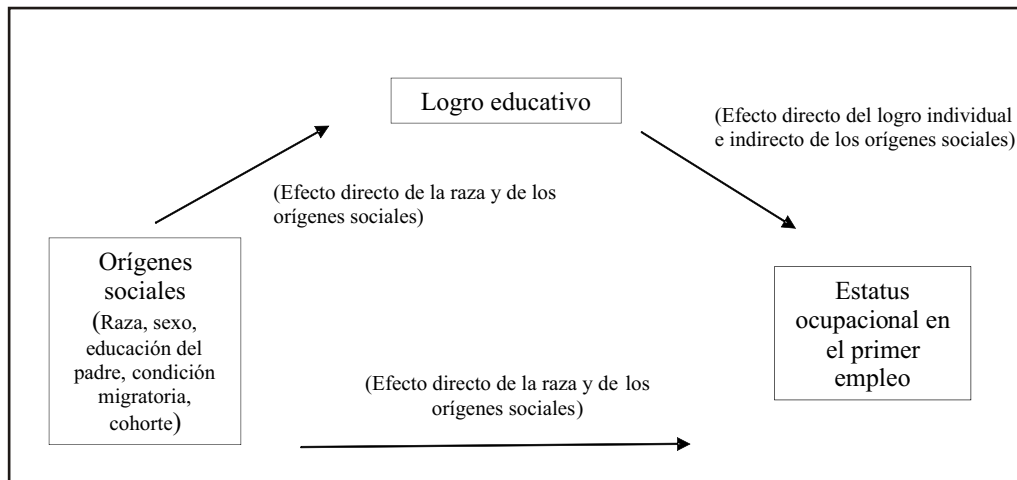 Logro educativo
(Efecto directo del logro individual
e indirecto de los orígenes sociales)
(Efecto directo de la raza y de los
orígenes sociales)
Orígenes
sociales
(Raza, sexo,
educación del
padre, condición
migratoria,
cohorte)
Estatus
ocupacional en
el primer
empleo
(Efecto directo de la raza y de los
orígenes sociales)